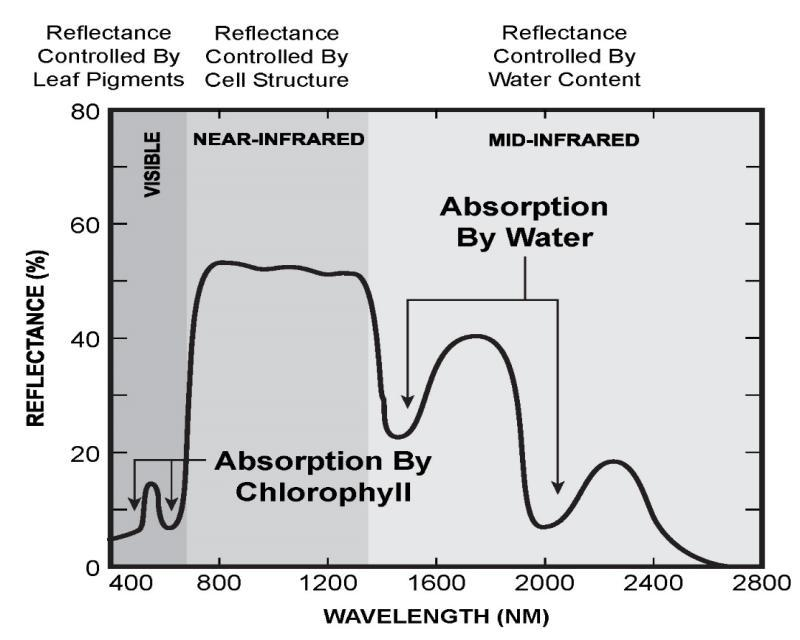 Reflectance
Controlled By
Leaf Pigments
Reflectance
Controlled By
Cell Structure
Reflectance
Controlled By
Water Content
VISIBLE
NEAR-INFRARED
MID-INFRARED
Absorption
By Water
Absorption By
Chlorophyll
REFLECTANCE (%)
80
60
40
20
0
400 800 1200 1600 2000 2400 2800
WAVELENGTH (NM)